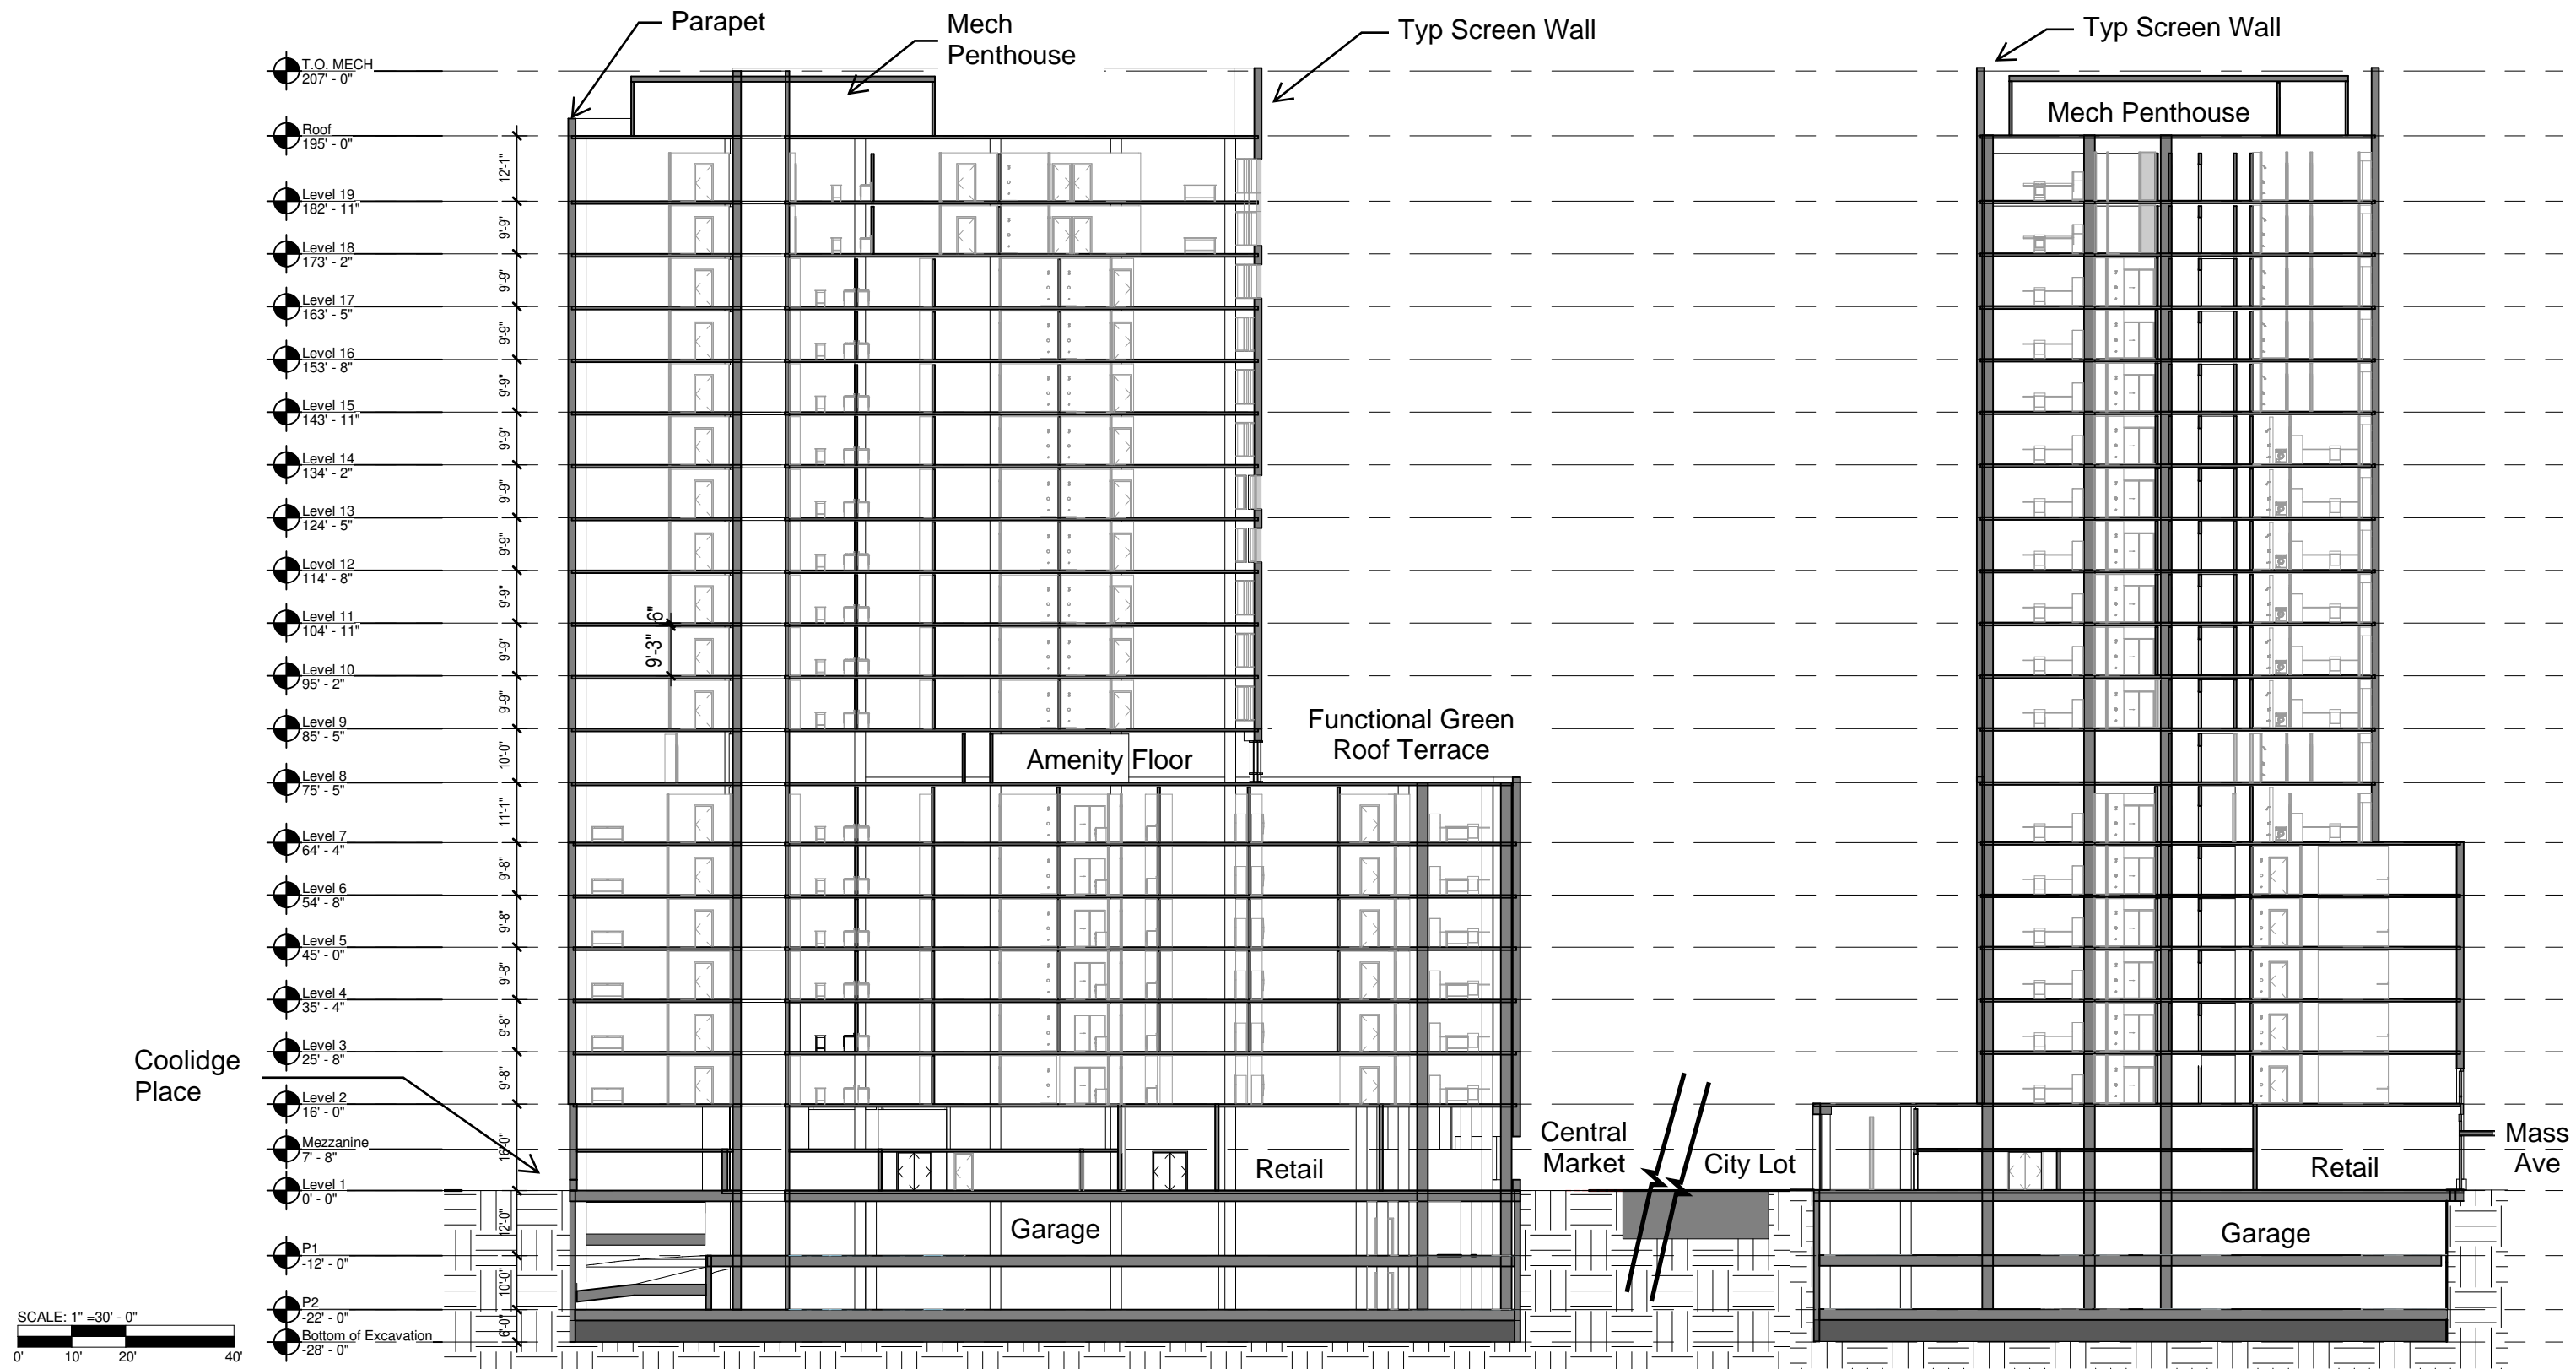 Parapet
Mech
Penthouse
Typ Screen Wall
Typ Screen Wall
T.O. MECH
207' - 0"
Mech Penthouse
Roof
195' - 0"
12'-1"
Level 19
182' - 11"
9'-9"
Level 18
173' - 2"
9'-9"
Level 17
163' - 5"
9'-9"
Level 16
153' - 8"
9'-9"
Level 15
143' - 11"
9'-9"
Level 14
134' - 2"
9'-9"
Level 13
124' - 5"
9'-9"
Level 12
114' - 8"
9'-9"
Level 11
104' - 11"
9'-9"
9'-3"
6"
Level 10
95' - 2"
9'-9"
Level 9
85' - 5"
10'-0"
Amenity Floor
Functional Green
Roof Terrace
Level 8
75' - 5"
11'-1"
Level 7
64' - 4"
9'-8"
Level 6
54' - 8"
9'-8"
Level 5
45' - 0"
9'-8"
Level 4
35' - 4"
9'-8"
Level 3
25' - 8"
9'-8"
Coolidge
Place
Level 2
16' - 0"
16'-0"
Mezzanine
7' - 8"
Retail
Central
Market
City Lot
Retail
Mass
Ave
Level 1
0' - 0"
12'-0"
Garage
Garage
P1
-12' - 0"
10'-0"
P2
-22' - 0"
6'-0"
Bottom of Excavation
-28' - 0"
SCALE: 1" =30' - 0"
0' 10' 20' 40'